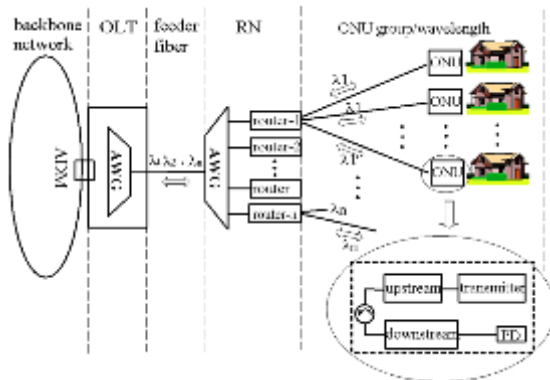 backbone
network
OLT
feeder
fiber
RN
ONU group/wavelength
ADM
AWG
λ1 λ2 · λn
AWG
router-1
router-2
router
router-n
λ1
λ1
λ1
λn
λn
ONU
ONU
ONU
upstream
transmitter
downstream
PD